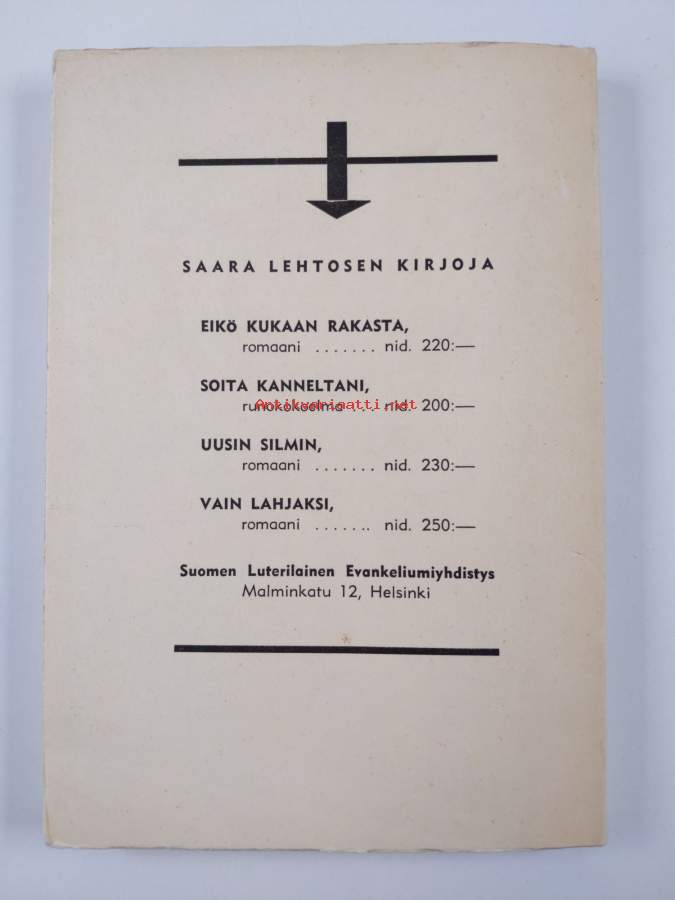 SAARA LEHTOSEN KIRJOJA
EIKÖ KUKAAN RAKASTA,
romaani ....... nid. 220:—
SOITA KANNELTANI,
runokokoelma ... nid. 200:—
Antikvariaatti.net
UUSIN SILMIN,
romaani ....... nid. 230:—
VAIN LAHJAKSI,
romaani ....... nid. 250:—
Suomen Luterilainen Evankeliumiyhdistys
Malminkatu 12, Helsinki